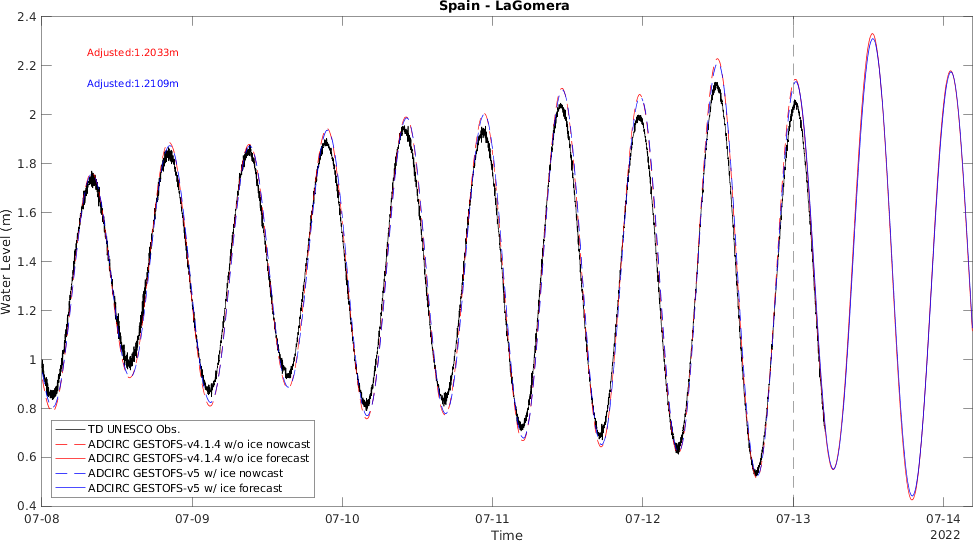 Spain - LaGomera
2.4
2.2
2
1.8
1.6
1.4
1.2
1
0.8
0.6
0.4
Water Level (m)
Adjusted:1.2033m
Adjusted:1.2109m
TD UNESCO Obs.
ADCIRC GESTOFS-v4.1.4 w/o ice nowcast
ADCIRC GESTOFS-v4.1.4 w/o ice forecast
ADCIRC GESTOFS-v5 w/ ice nowcast
ADCIRC GESTOFS-v5 w/ ice forecast
07-08 07-09 07-10 07-11 07-12 07-13 07-14
Time
2022